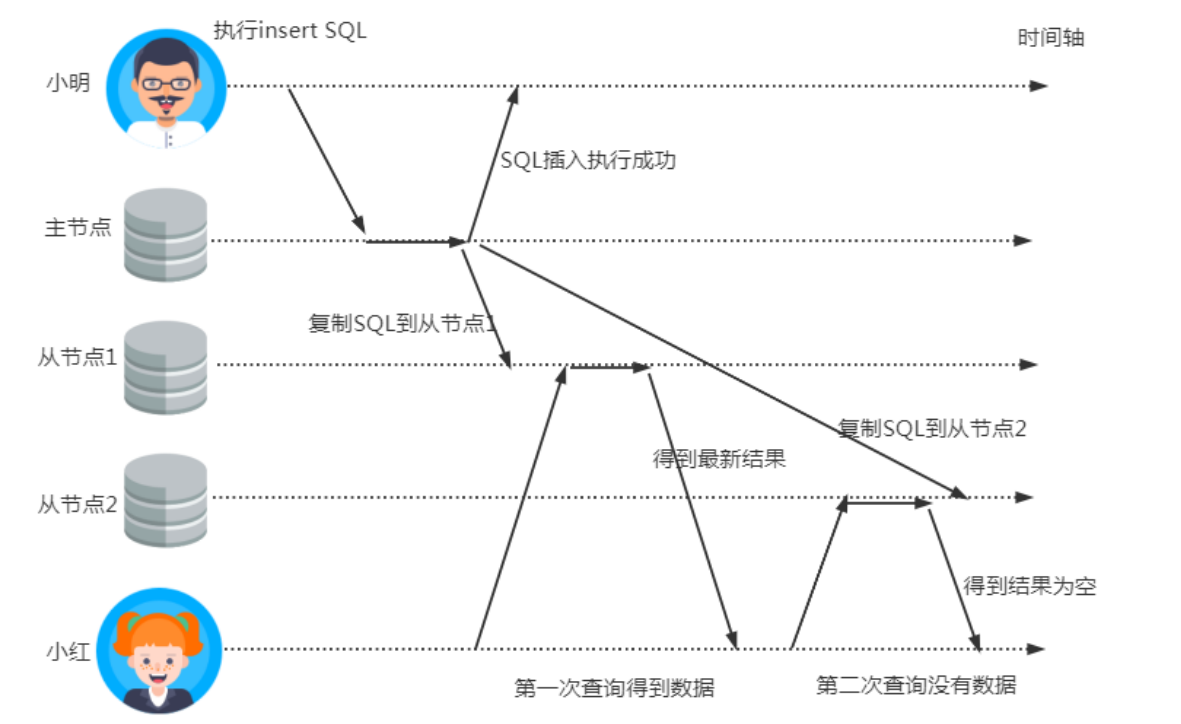 执行insert SQL
时间轴
小明
SQL插入执行成功
主节点
复制SQL到从节点1
从节点1
复制SQL到从节点2
得到最新结果
从节点2
得到结果为空
小红
第一次查询得到数据
第二次查询没有数据